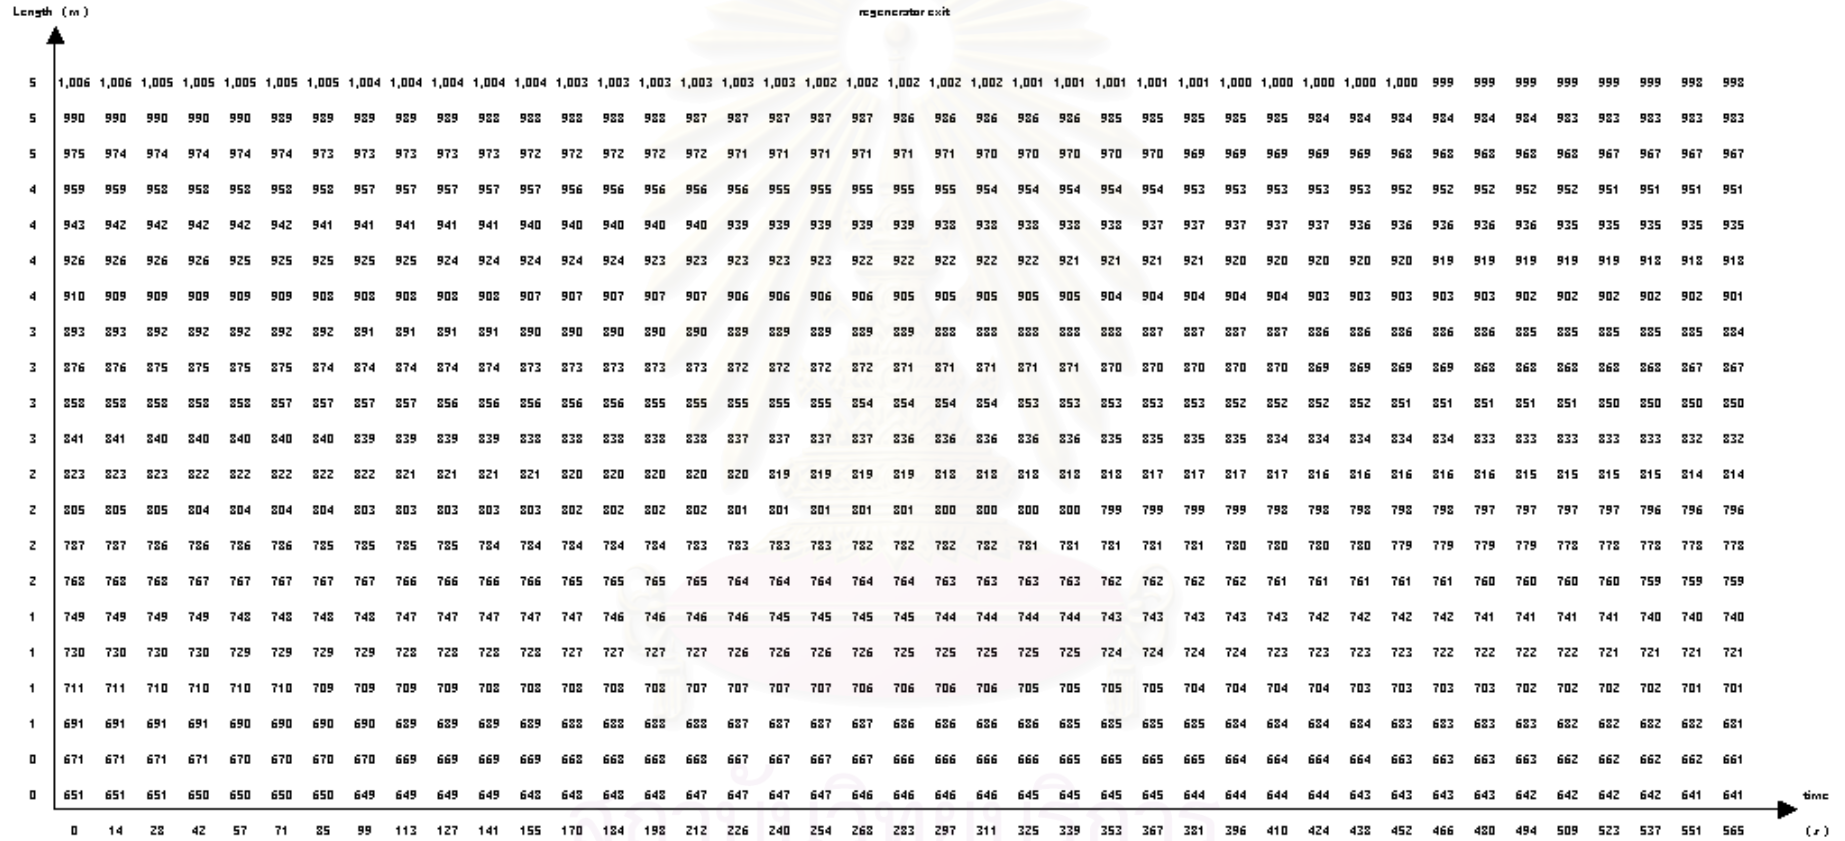 Length (m)
regenerator exit
5 1,006 1,006 1,005 1,005 1,005 1,005 1,005 1,004 1,004 1,004 1,004 1,004 1,003 1,003 1,003 1,003 1,003 1,003 1,002 1,002 1,002 1,002 1,002 1,001 1,001 1,001 1,001 1,001 1,000 1,000 1,000 1,000 1,000 999 999 999 999 999 999 998 998
5 990 990 990 990 990 989 989 989 989 989 988 988 988 988 988 987 987 987 987 987 986 986 986 986 986 985 985 985 985 985 984 984 984 984 984 984 983 983 983 983 983
5 975 974 974 974 974 974 973 973 973 973 973 972 972 972 972 972 971 971 971 971 971 971 970 970 970 970 970 969 969 969 969 969 968 968 968 968 968 967 967 967 967
4 959 959 958 958 958 958 958 957 957 957 957 957 956 956 956 956 956 955 955 955 955 955 954 954 954 954 954 953 953 953 953 953 952 952 952 952 952 951 951 951 951
4 943 942 942 942 942 942 941 941 941 941 941 940 940 940 940 940 939 939 939 939 939 938 938 938 938 938 937 937 937 937 937 936 936 936 936 936 935 935 935 935 935
4 926 926 926 926 925 925 925 925 925 924 924 924 924 924 923 923 923 923 923 922 922 922 922 922 921 921 921 921 920 920 920 920 920 919 919 919 919 919 918 918 918
4 910 909 909 909 909 909 908 908 908 908 908 907 907 907 907 907 906 906 906 906 905 905 905 905 905 904 904 904 904 904 903 903 903 903 903 902 902 902 902 902 901
3 893 893 892 892 892 892 892 891 891 891 891 890 890 890 890 890 889 889 889 889 889 888 888 888 888 888 887 887 887 887 886 886 886 886 886 885 885 885 885 885 884
3 876 876 875 875 875 875 874 874 874 874 874 873 873 873 873 873 872 872 872 872 871 871 871 871 871 870 870 870 870 870 869 869 869 869 868 868 868 868 868 867 867
3 858 858 858 858 858 857 857 857 857 856 856 856 856 856 855 855 855 855 855 854 854 854 854 853 853 853 853 853 852 852 852 852 851 851 851 851 851 850 850 850 850
3 841 841 840 840 840 840 840 839 839 839 839 838 838 838 838 838 837 837 837 837 836 836 836 836 836 835 835 835 835 834 834 834 834 834 833 833 833 833 833 832 832
2 823 823 823 822 822 822 822 822 821 821 821 821 820 820 820 820 820 819 819 819 819 818 818 818 818 818 817 817 817 817 816 816 816 816 816 815 815 815 815 814 814
2 805 805 805 804 804 804 804 803 803 803 803 803 802 802 802 802 801 801 801 801 801 800 800 800 800 799 799 799 799 798 798 798 798 798 797 797 797 797 796 796 796
2 787 787 786 786 786 786 785 785 785 785 784 784 784 784 784 783 783 783 783 782 782 782 782 781 781 781 781 781 780 780 780 780 779 779 779 779 778 778 778 778 778
2 768 768 768 767 767 767 767 767 766 766 766 766 765 765 765 765 764 764 764 764 764 763 763 763 763 762 762 762 762 761 761 761 761 761 760 760 760 760 759 759 759
1 749 749 749 749 748 748 748 748 747 747 747 747 747 746 746 746 746 745 745 745 745 744 744 744 744 743 743 743 743 743 742 742 742 742 741 741 741 741 740 740 740
1 730 730 730 730 729 729 729 729 728 728 728 728 727 727 727 727 726 726 726 726 725 725 725 725 725 724 724 724 724 723 723 723 723 722 722 722 722 721 721 721 721
1 711 711 710 710 710 710 709 709 709 709 708 708 708 708 708 707 707 707 707 706 706 706 706 705 705 705 705 704 704 704 704 703 703 703 703 702 702 702 702 701 701
1 691 691 691 691 690 690 690 690 689 689 689 689 688 688 688 688 687 687 687 687 686 686 686 686 685 685 685 685 684 684 684 684 683 683 683 683 682 682 682 682 681
0 671 671 671 671 670 670 670 670 669 669 669 669 668 668 668 668 667 667 667 667 666 666 666 666 665 665 665 665 664 664 664 664 663 663 663 663 662 662 662 662 661
0 651 651 651 650 650 650 650 649 649 649 649 648 648 648 648 647 647 647 647 646 646 646 646 645 645 645 645 644 644 644 644 643 643 643 643 642 642 642 642 641 641
time
0 14 28 42 57 71 85 99 113 127 141 155 170 184 198 212 226 240 254 268 283 297 311 325 339 353 367 381 396 410 424 438 452 466 480 494 509 523 537 551 565 (s)
สถาบันวิทยบริการ